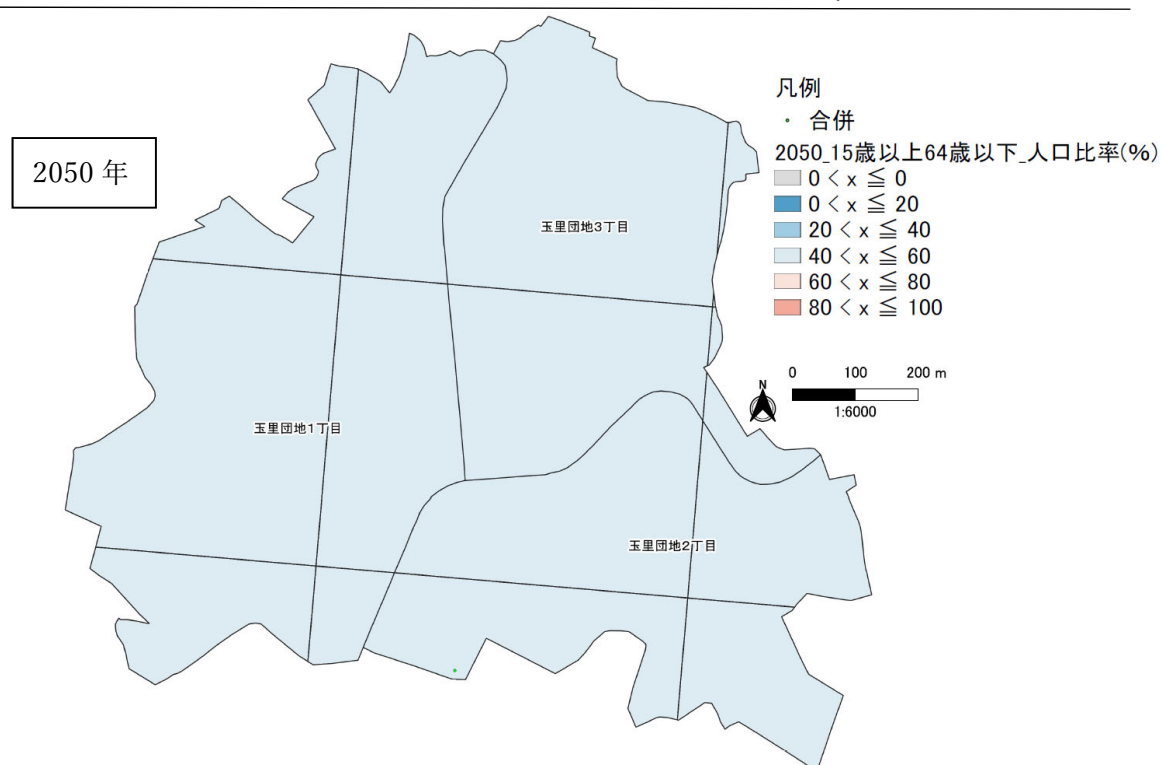 2050 年
凡例
合併
2050_15歳以上64歳以下_人口比率(%)
0 < x ≦ 0
0 < x ≦ 20
20 < x ≦ 40
40 < x ≦ 60
60 < x ≦ 80
80 < x ≦ 100
玉里団地3丁目
0 100 200 m
N
1:6000
玉里団地1丁目
玉里団地2丁目